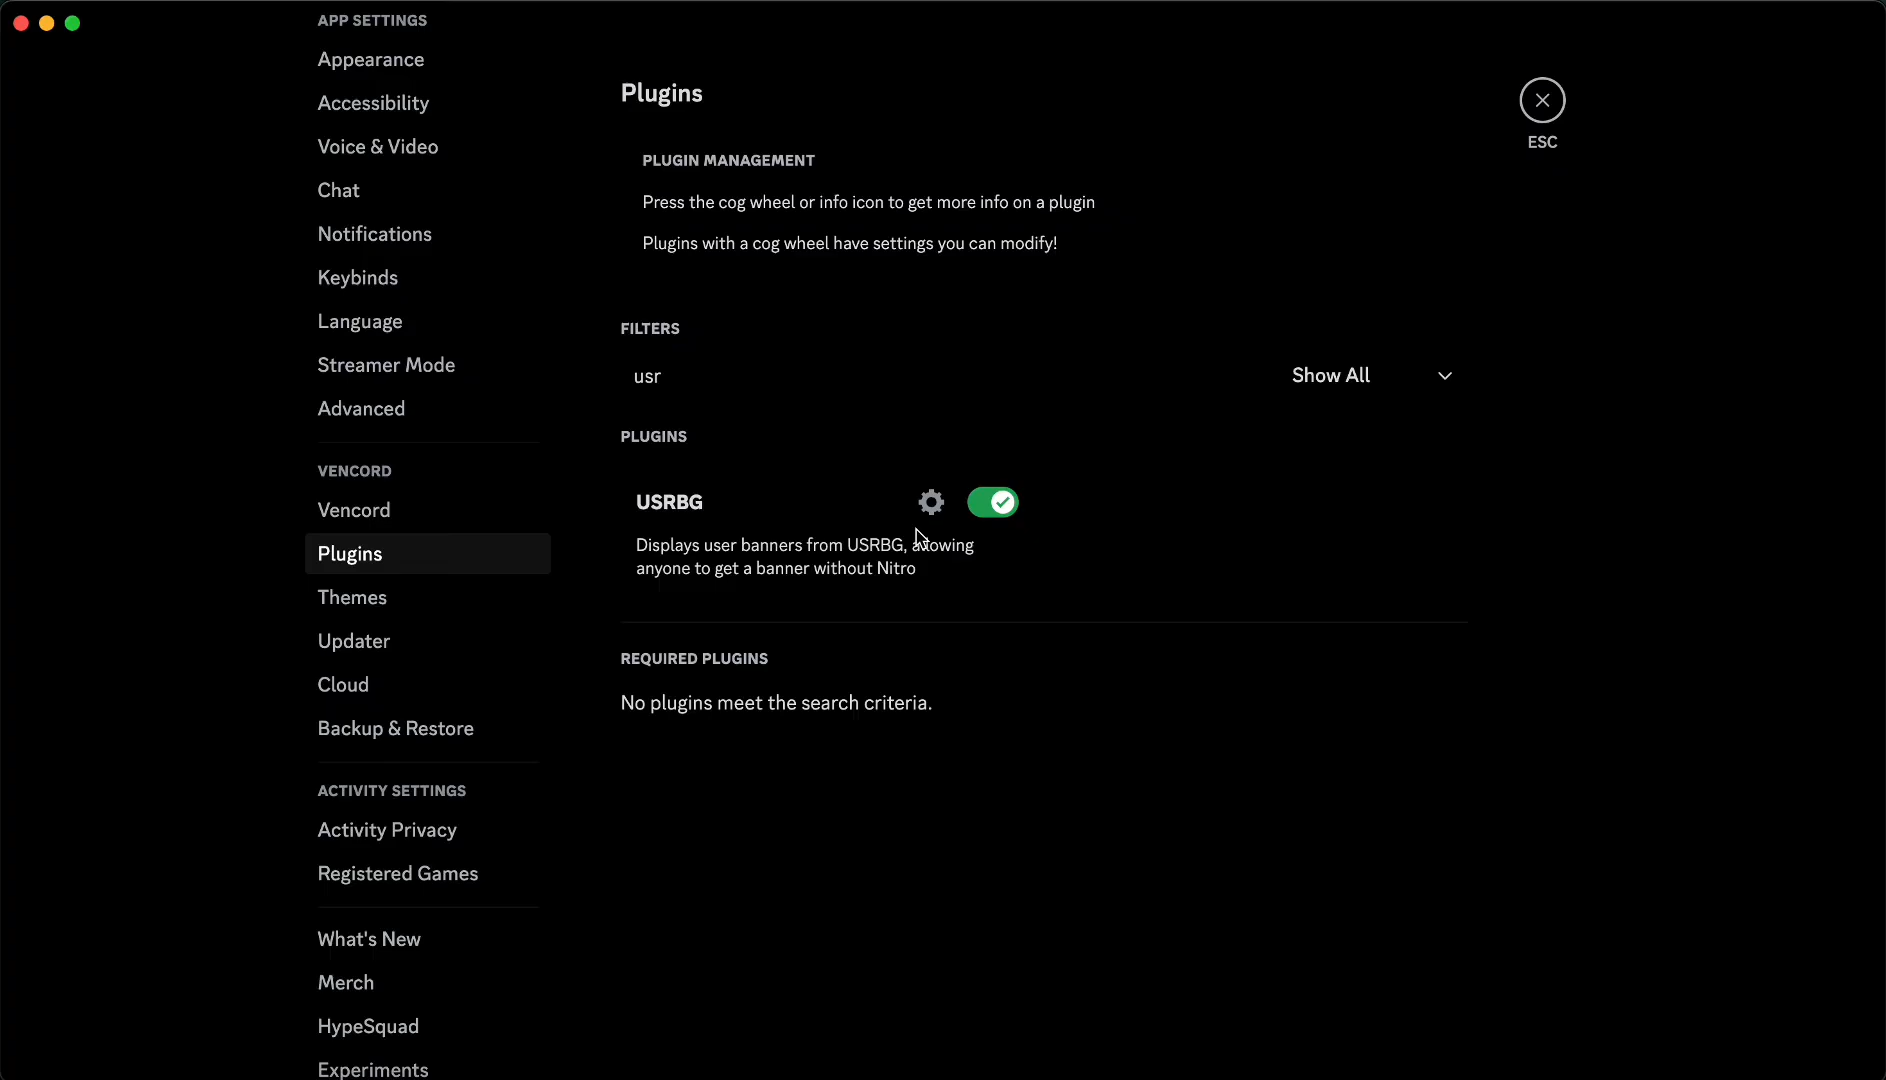 APP SETTINGS
Appearance
Accessibility
Voice & Video
Chat
Notifications
Keybinds
Language
Streamer Mode
Advanced
VENCORD
Vencord
Plugins
Themes
Updater
Cloud
Backup & Restore
ACTIVITY SETTINGS
Activity Privacy
Registered Games
What's New
Merch
HypeSquad
Experiments
Plugins
ESC
PLUGIN MANAGEMENT
Press the cog wheel or info icon to get more info on a plugin
Plugins with a cog wheel have settings you can modify!
FILTERS
usr
Show All
PLUGINS
USRBG
Displays user banners from USRBG, allowing
anyone to get a banner without Nitro
REQUIRED PLUGINS
No plugins meet the search criteria.